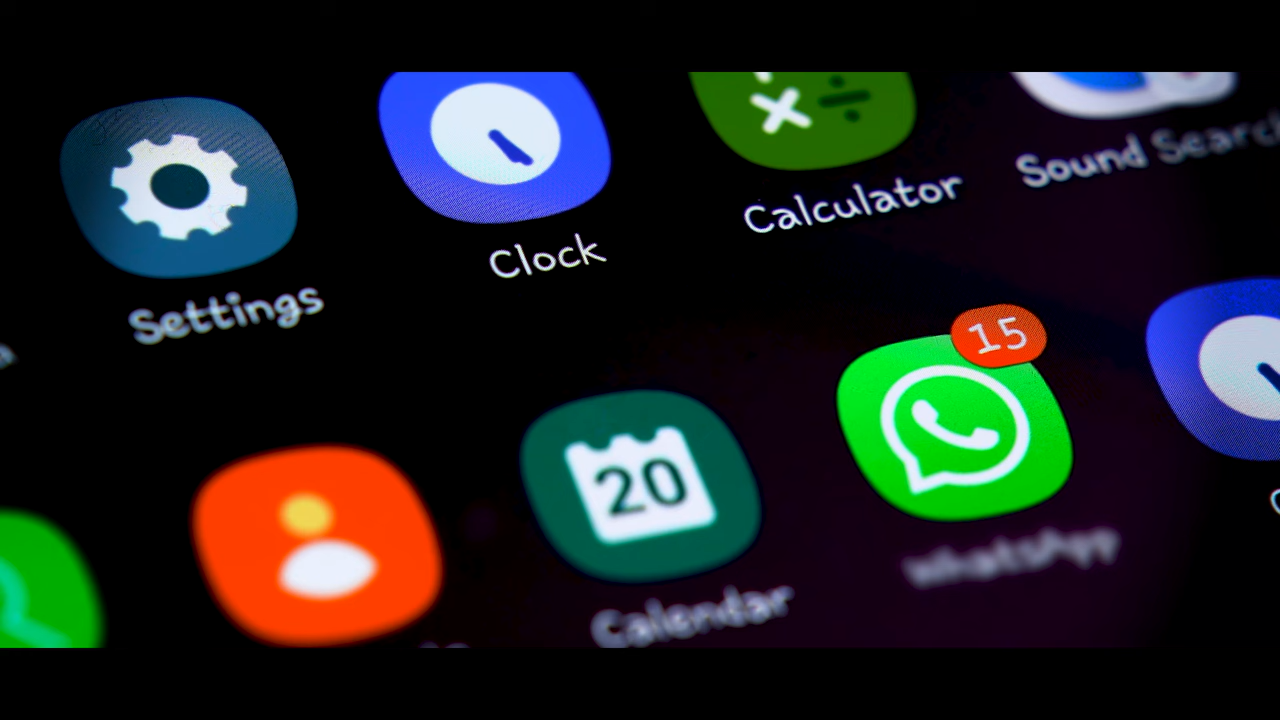 Settings
Clock
Calculator
Sound Search
15
20
Calendar
WhatsApp